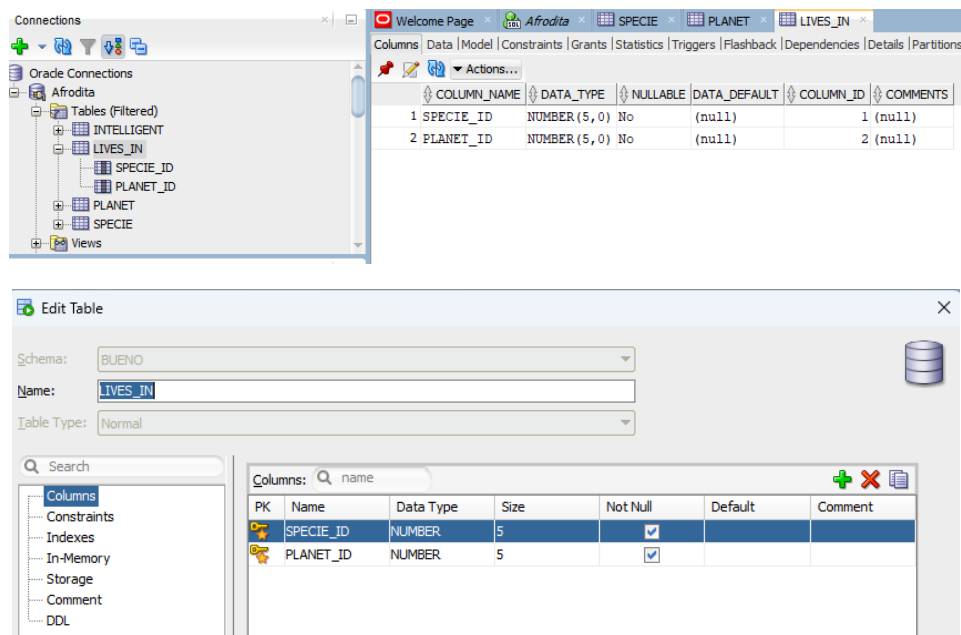 Connections
Welcome Page Afrodita SPECIE PLANET LIVES_IN
Columns Data Model Constraints Grants Statistics Triggers Flashback Dependencies Details Partitions
Actions...
Oracle Connections
Afrodita
Tables (Filtered)
INTELLIGENT
LIVES_IN
SPECIE_ID
PLANET_ID
PLANET
SPECIE
Views
COLUMN_NAME DATA_TYPE NULLABLE DATA_DEFAULT COLUMN_ID COMMENTS
1 SPECIE_ID NUMBER(5,0) No (null) 1 (null)
2 PLANET_ID NUMBER(5,0) No (null) 2 (null)
Edit Table
Schema: BUENO
Name: LIVES_IN
Table Type: Normal
Search
Columns
Constraints
Indexes
In-Memory
Storage
Comment
DDL
Columns: name
PK Name Data Type Size Not Null Default Comment
SPECIE_ID NUMBER 5
PLANET_ID NUMBER 5